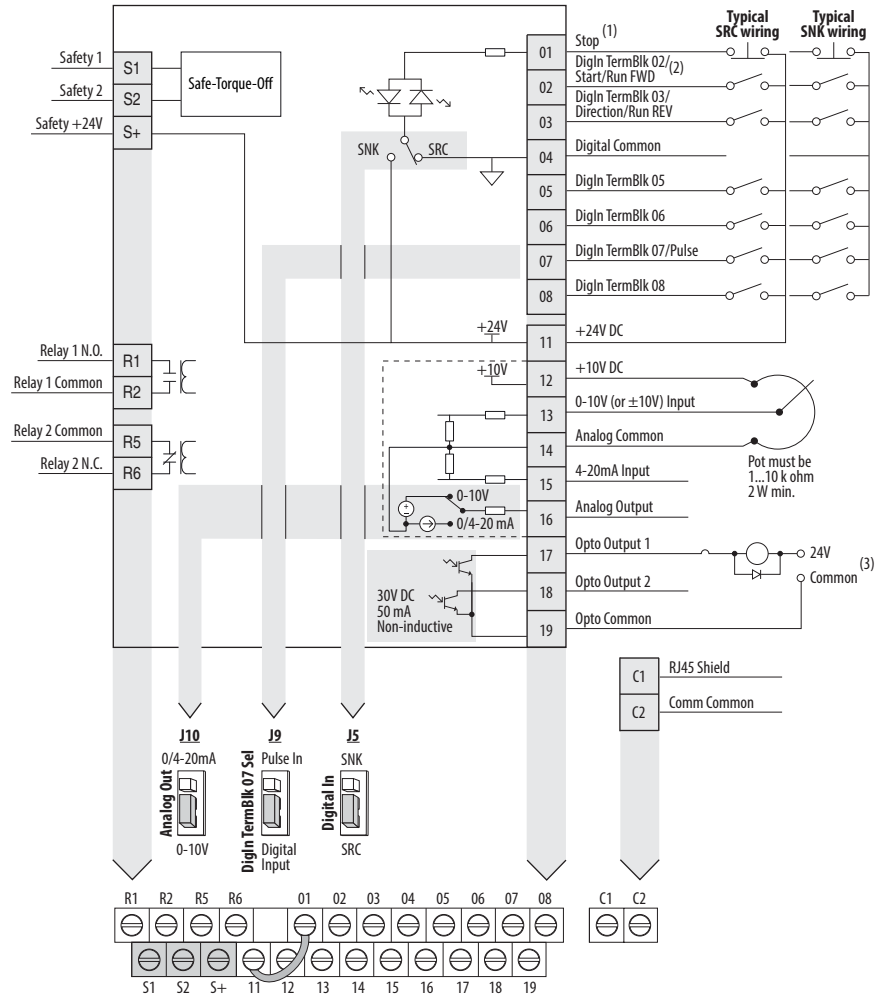 Typical
SRC wiring
Typical
SNK wiring
Safety 1
S1
Safe-Torque-Off
Safety 2
S2
Safety +24V
S+
01
Stop (1)
02
DigIn TermBlk 02/
Start/Run FWD (2)
03
DigIn TermBlk 03/
Direction/Run REV
SNK
SRC
04
Digital Common
05
DigIn TermBlk 05
06
DigIn TermBlk 06
07
DigIn TermBlk 07/Pulse
08
DigIn TermBlk 08
+24V
11
+24V DC
Relay 1 N.O.
R1
Relay 1 Common
R2
+10V
12
+10V DC
13
0-10V (or ±10V) Input
14
Analog Common
Pot must be
1...10 k ohm
2 W min.
Relay 2 Common
R5
Relay 2 N.C.
R6
15
4-20mA Input
0-10V
0/4-20 mA
16
Analog Output
17
Opto Output 1
24V
Common (3)
18
Opto Output 2
19
Opto Common
30V DC
50 mA
Non-inductive
C1
RJ45 Shield
C2
Comm Common
J10
0/4-20mA
Analog Out
0-10V
J9
Pulse In
DigIn TermBlk 07 Sel
Digital
Input
J5
SNK
Digital In
SRC
R1 R2 R5 R6 01 02 03 04 05 06 07 08 C1 C2
S1 S2 S+ 11 12 13 14 15 16 17 18 19